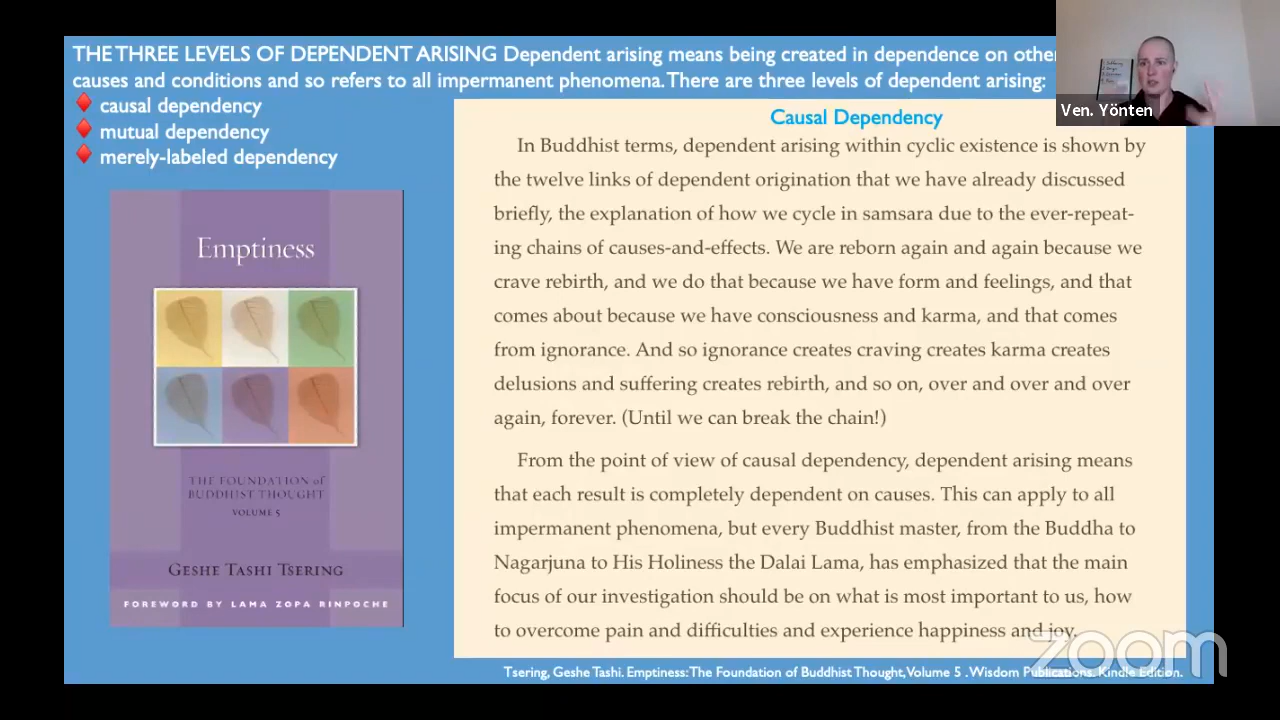 THE THREE LEVELS OF DEPENDENT ARISING Dependent arising means being created in dependence on other
causes and conditions and so refers to all impermanent phenomena. There are three levels of dependent arising:
causal dependency
mutual dependency
merely-labeled dependency
Emptiness
THE FOUNDATION of
BUDDHIST THOUGHT
VOLUME 5
GESHE TASHI TSERING
FOREWORD BY LAMA ZOPA RINPOCHE
Causal Dependency
In Buddhist terms, dependent arising within cyclic existence is shown by
the twelve links of dependent origination that we have already discussed
briefly, the explanation of how we cycle in samsara due to the ever-repeat-
ing chains of causes-and-effects. We are reborn again and again because we
crave rebirth, and we do that because we have form and feelings, and that
comes about because we have consciousness and karma, and that comes
from ignorance. And so ignorance creates craving creates karma creates
delusions and suffering creates rebirth, and so on, over and over and over
again, forever. (Until we can break the chain!)
From the point of view of causal dependency, dependent arising means
that each result is completely dependent on causes. This can apply to all
impermanent phenomena, but every Buddhist master, from the Buddha to
Nagarjuna to His Holiness the Dalai Lama, has emphasized that the main
focus of our investigation should be on what is most important to us, how
to overcome pain and difficulties and experience happiness and joy.
Tsering, Geshe Tashi. Emptiness: The Foundation of Buddhist Thought, Volume 5 . Wisdom Publications. Kindle Edition.
Ven. Yönten
zoom